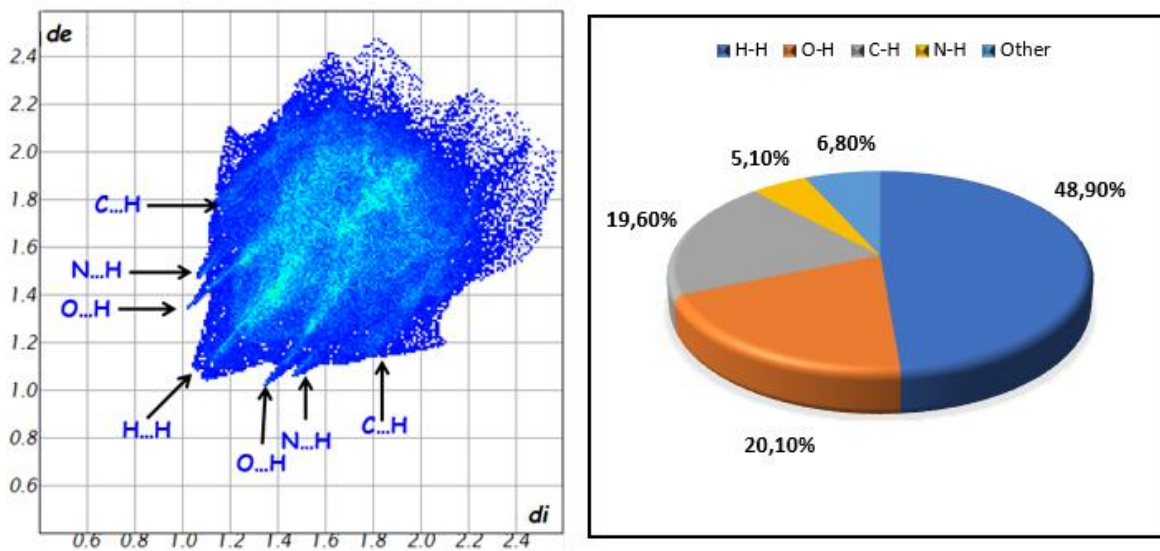 de
2.4
2.2
2.0
1.8
1.6
1.4
1.2
1.0
0.8
0.6
C...H
N...H
O...H
H...H
O...H
N...H
C...H
di
0.6 0.8 1.0 1.2 1.4 1.6 1.8 2.0 2.2 2.4
H-H O-H C-H N-H Other
6,80%
5,10%
48,90%
19,60%
20,10%